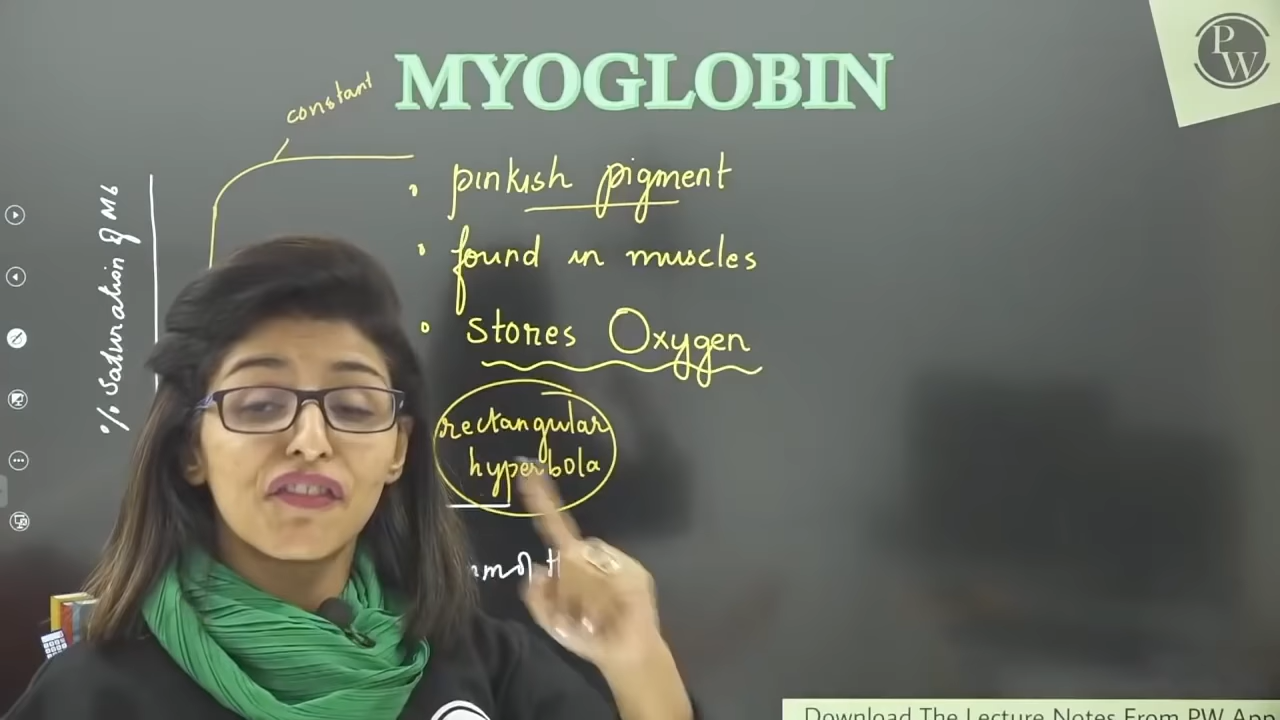 MYOGLOBIN
PW
constant
• pinkish pigment
• found in muscles
• stores Oxygen
% Saturation of Mb
rectangular
hyperbola
Download The Lecture Notes From PW App